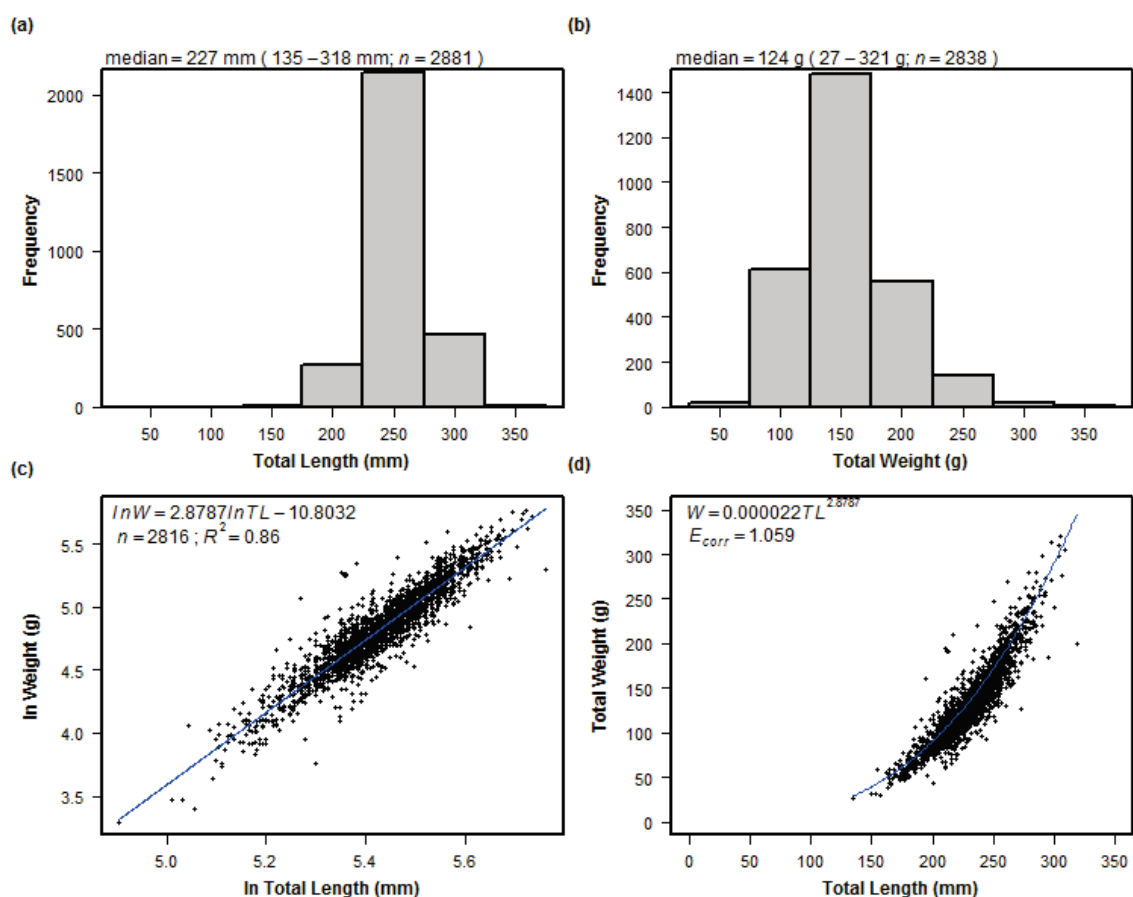 (a)
median = 227 mm ( 135 – 318 mm; n = 2881 )
2000
1500
1000
500
0
Frequency
50 100 150 200 250 300 350
Total Length (mm)
(b)
median = 124 g ( 27 – 321 g; n = 2838 )
1400
1200
1000
800
600
400
200
0
Frequency
50 100 150 200 250 300 350
Total Weight (g)
(c)
lnW = 2.8787lnTL – 10.8032
n = 2816 ; R² = 0.86
5.5
5.0
4.5
4.0
3.5
ln Weight (g)
5.0 5.2 5.4 5.6
ln Total Length (mm)
(d)
W = 0.000022TL^2.8787
E_corr = 1.059
350
300
250
200
150
100
50
0
Total Weight (g)
0 50 100 150 200 250 300 350
Total Length (mm)